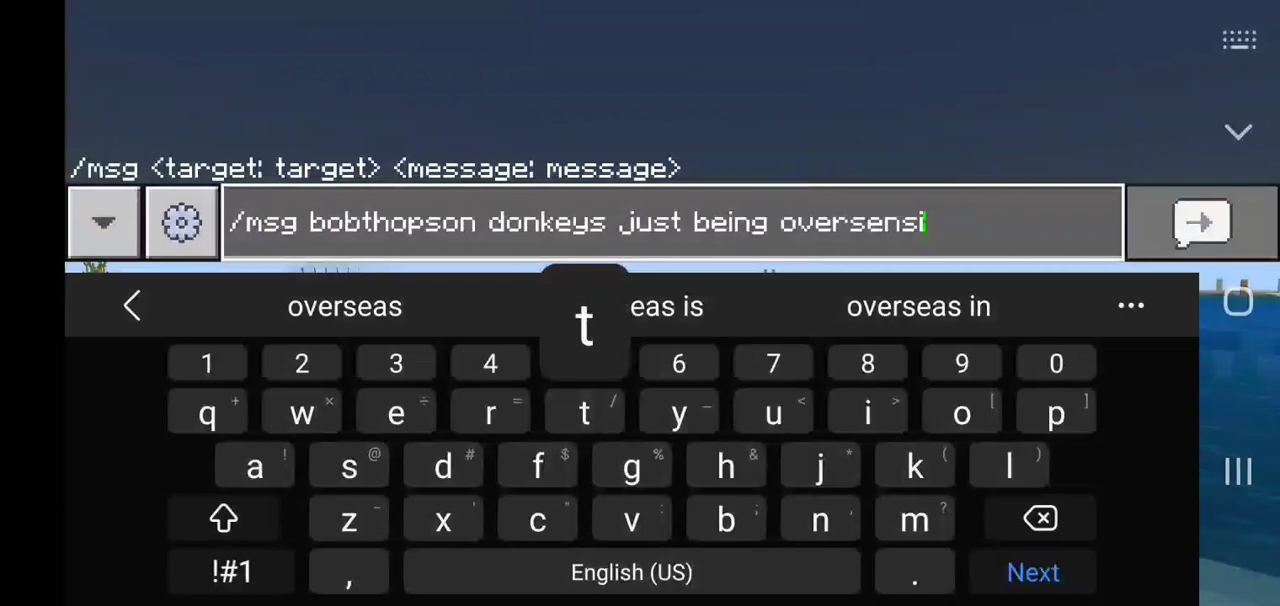 /msg <target: target> <message: message>
/msg bobthopson donkeys just being oversensi
overseas t eas is overseas in ...
1 2 3 4 6 7 8 9 0
q + w × e ÷ r = t / y _ u < i > o [ p ]
a ! s @ d # f $ g % h & j * k ( l )
z - x ' c " v : b ; n , m ?
!#1 , English (US) . Next